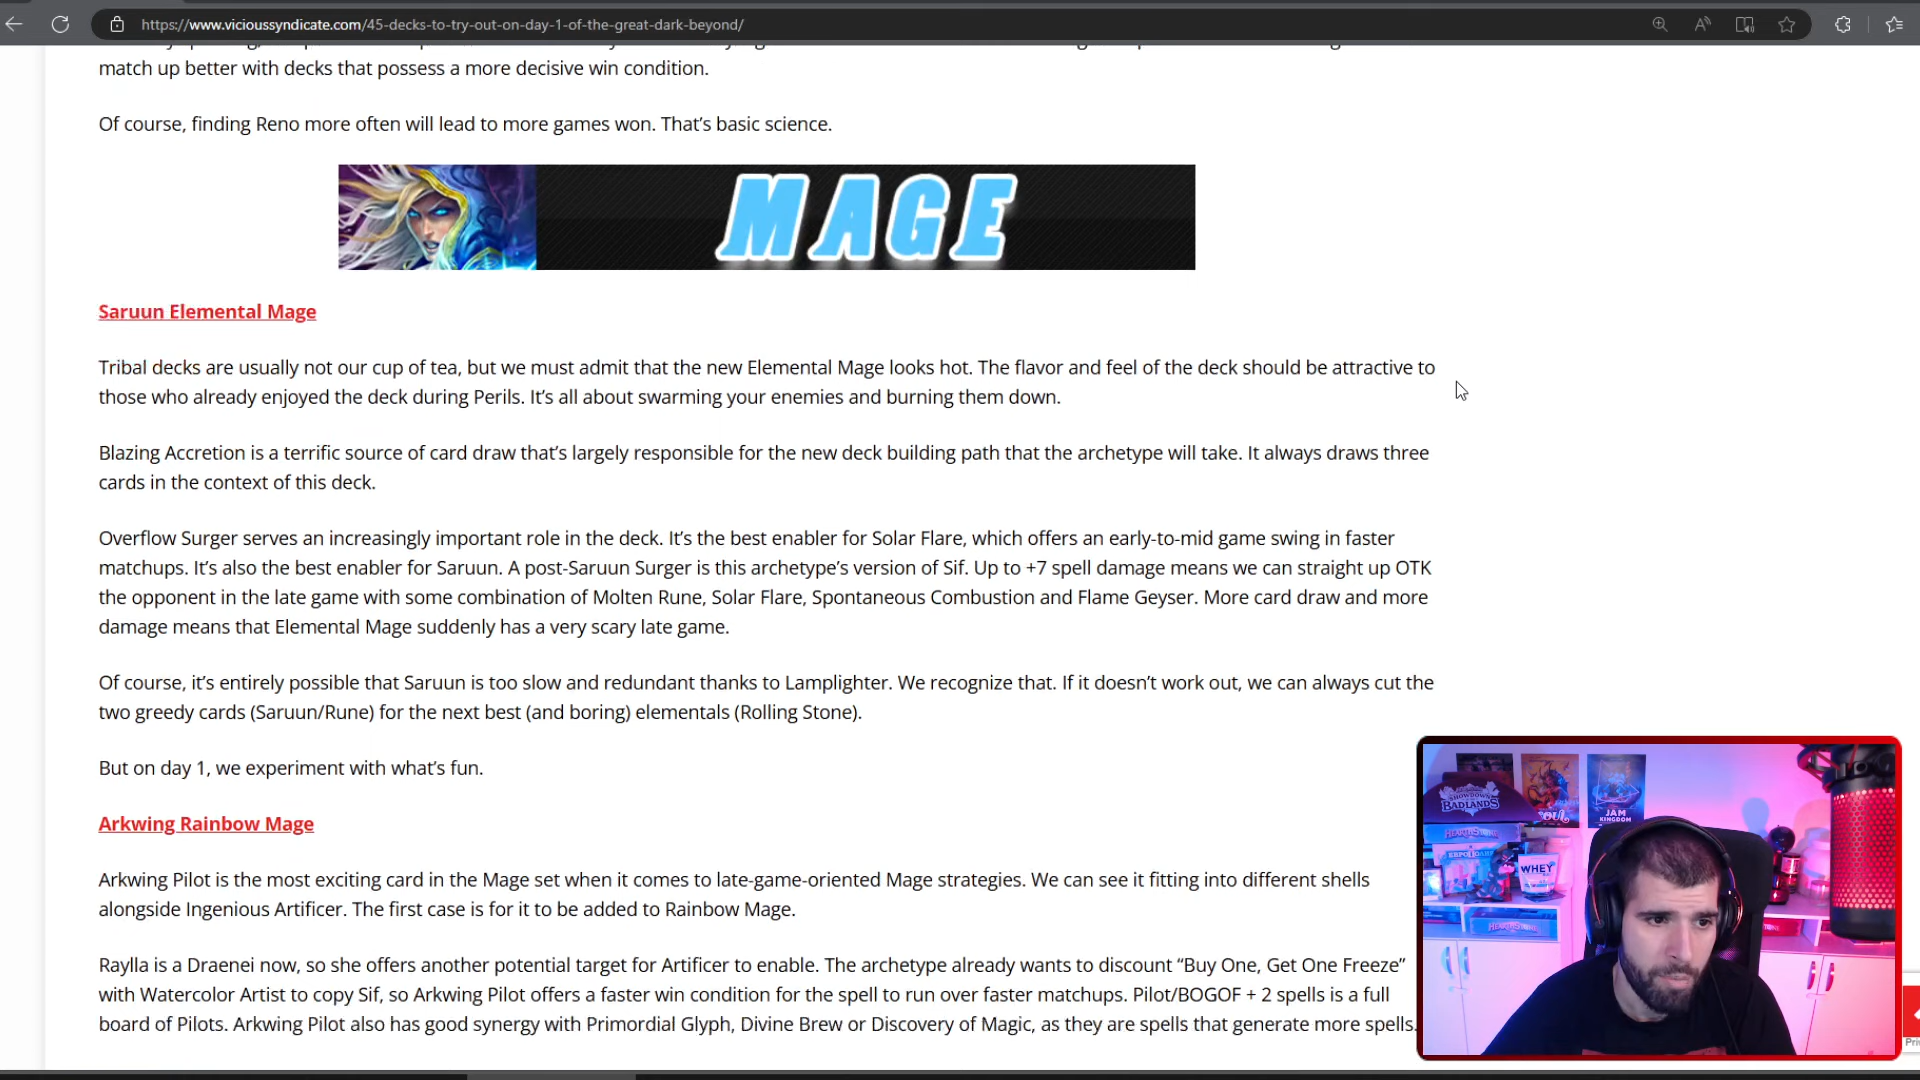 https://www.vicioussyndicate.com/45-decks-to-try-out-on-day-1-of-the-great-dark-beyond/
match up better with decks that possess a more decisive win condition.
Of course, finding Reno more often will lead to more games won. That’s basic science.
MAGE
Saruun Elemental Mage
Tribal decks are usually not our cup of tea, but we must admit that the new Elemental Mage looks hot. The flavor and feel of the deck should be attractive to
those who already enjoyed the deck during Perils. It’s all about swarming your enemies and burning them down.
Blazing Accretion is a terrific source of card draw that’s largely responsible for the new deck building path that the archetype will take. It always draws three
cards in the context of this deck.
Overflow Surger serves an increasingly important role in the deck. It’s the best enabler for Solar Flare, which offers an early-to-mid game swing in faster
matchups. It’s also the best enabler for Saruun. A post-Saruun Surger is this archetype’s version of Sif. Up to +7 spell damage means we can straight up OTK
the opponent in the late game with some combination of Molten Rune, Solar Flare, Spontaneous Combustion and Flame Geyser. More card draw and more
damage means that Elemental Mage suddenly has a very scary late game.
Of course, it’s entirely possible that Saruun is too slow and redundant thanks to Lamplighter. We recognize that. If it doesn’t work out, we can always cut the
two greedy cards (Saruun/Rune) for the next best (and boring) elementals (Rolling Stone).
But on day 1, we experiment with what’s fun.
Arkwing Rainbow Mage
Arkwing Pilot is the most exciting card in the Mage set when it comes to late-game-oriented Mage strategies. We can see it fitting into different shells
alongside Ingenious Artificer. The first case is for it to be added to Rainbow Mage.
Raylla is a Draenei now, so she offers another potential target for Artificer to enable. The archetype already wants to discount “Buy One, Get One Freeze”
with Watercolor Artist to copy Sif, so Arkwing Pilot offers a faster win condition for the spell to run over faster matchups. Pilot/BOGOF + 2 spells is a full
board of Pilots. Arkwing Pilot also has good synergy with Primordial Glyph, Divine Brew or Discovery of Magic, as they are spells that generate more spells.
SHOWDOWN
BADLANDS
JAM
KINGDOM
HEARTHSTONE
WHEY
HEARTHSTONE